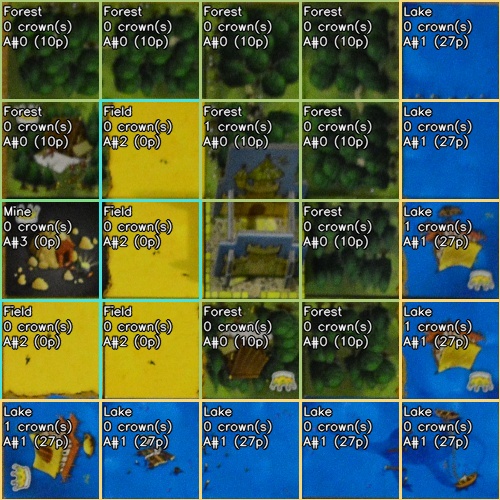 Forest
0 crown(s)
A#0 (10p)
Forest
0 crown(s)
A#0 (10p)
Forest
0 crown(s)
A#0 (10p)
Forest
0 crown(s)
A#0 (10p)
Lake
0 crown(s)
A#1 (27p)
Forest
0 crown(s)
A#0 (10p)
Field
0 crown(s)
A#2 (0p)
Forest
1 crown(s)
A#0 (10p)
Forest
0 crown(s)
A#0 (10p)
Lake
0 crown(s)
A#1 (27p)
Mine
0 crown(s)
A#3 (0p)
Field
0 crown(s)
A#2 (0p)
Forest
0 crown(s)
A#0 (10p)
Lake
1 crown(s)
A#1 (27p)
Field
0 crown(s)
A#2 (0p)
Field
0 crown(s)
A#2 (0p)
Forest
0 crown(s)
A#0 (10p)
Forest
0 crown(s)
A#0 (10p)
Lake
1 crown(s)
A#1 (27p)
Lake
1 crown(s)
A#1 (27p)
Lake
0 crown(s)
A#1 (27p)
Lake
0 crown(s)
A#1 (27p)
Lake
0 crown(s)
A#1 (27p)
Lake
0 crown(s)
A#1 (27p)